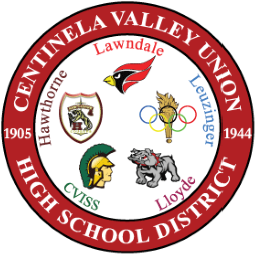 CENTINELA VALLEY UNION
Lawndale
Hawthorne
Leuzinger
1905
1944
CVISS
Lloyde
HIGH SCHOOL DISTRICT